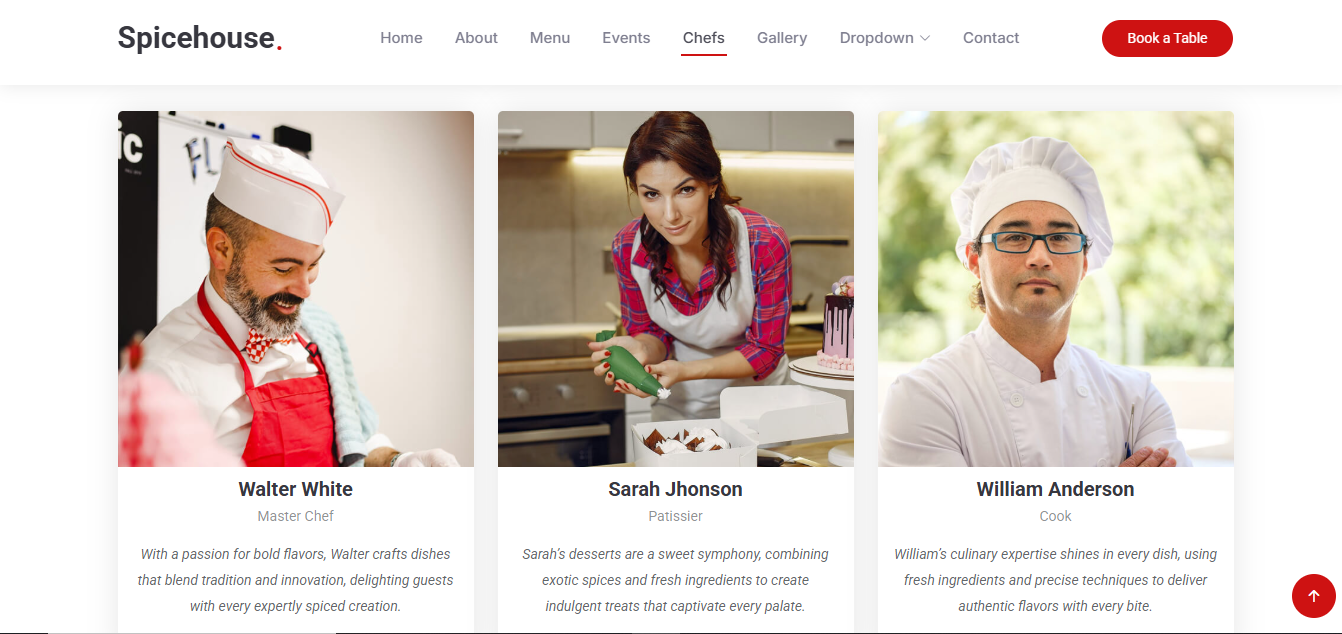 Spicehouse.
Home About Menu Events Chefs Gallery Dropdown Contact
Book a Table
ic
FL
Walter White
Master Chef
With a passion for bold flavors, Walter crafts dishes
that blend tradition and innovation, delighting guests
with every expertly spiced creation.
Sarah Jhonson
Patissier
Sarah's desserts are a sweet symphony, combining
exotic spices and fresh ingredients to create
indulgent treats that captivate every palate.
William Anderson
Cook
William's culinary expertise shines in every dish, using
fresh ingredients and precise techniques to deliver
authentic flavors with every bite.